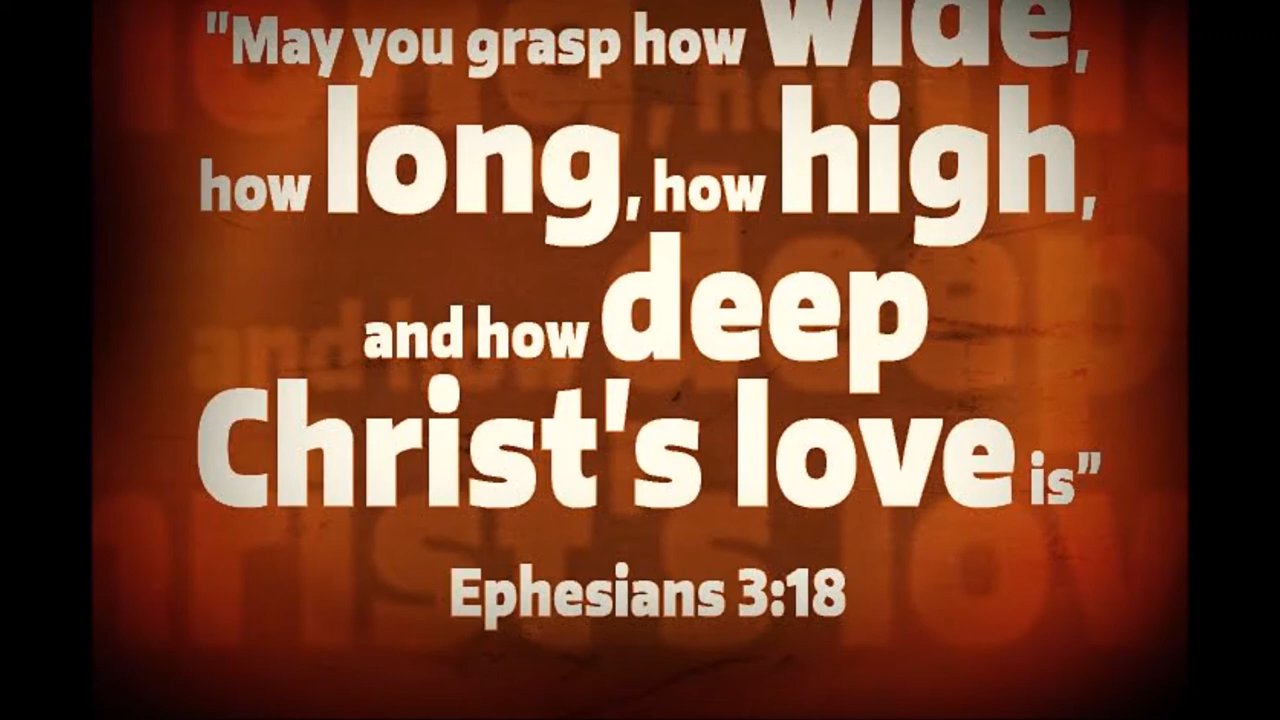 "May you grasp how wide,
how long, how high,
and how deep
Christ's love is”
Ephesians 3:18